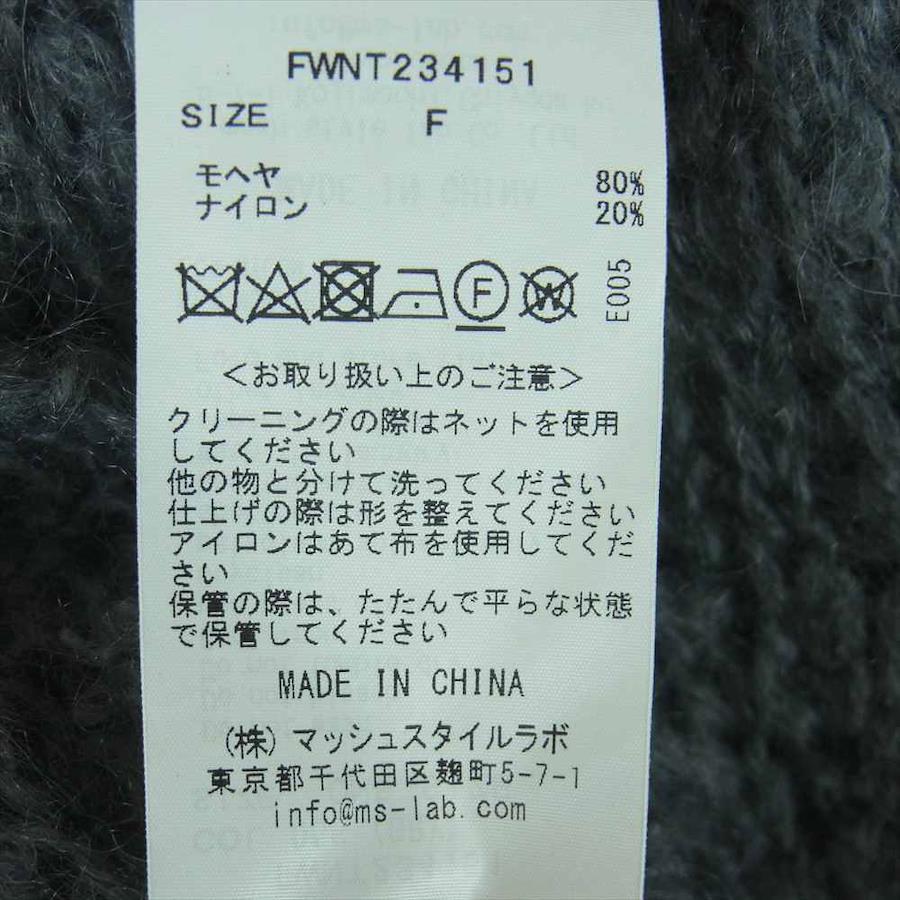 FWNT234151
SIZE F
モヘヤ 80%
ナイロン 20%
F W E005
＜お取り扱い上のご注意＞
クリーニングの際はネットを使用
してください
他の物と分けて洗ってください
仕上げの際は形を整えてください
アイロンはあて布を使用してくだ
さい
保管の際は、たたんで平らな状態
で保管してください
MADE IN CHINA
(株)マッシュスタイルラボ
東京都千代田区麹町5-7-1
info@ms-lab.com